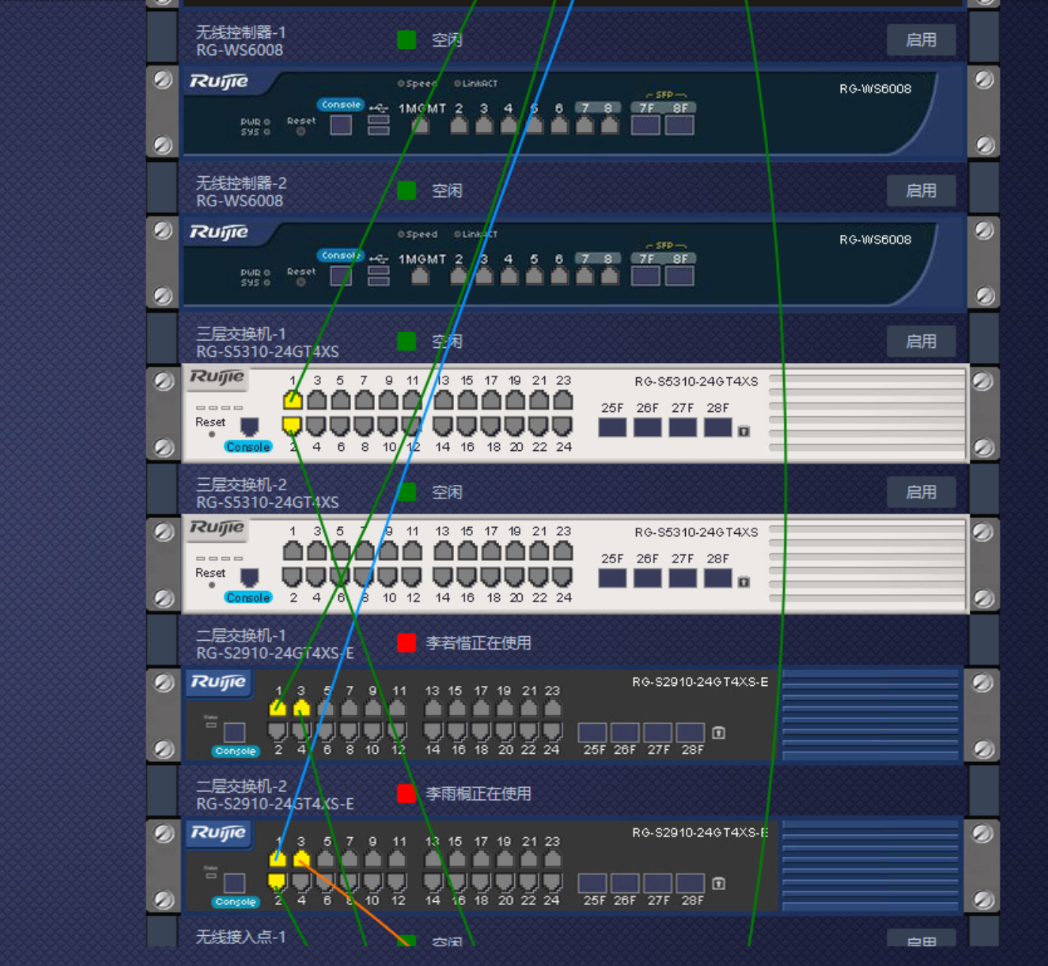 无线控制器-1
RG-WS6008
空闲
启用
Ruijie
Speed
Link/ACT
RG-WS6008
SFP
Console
1MGMT 2 3 4 5 6 7 8 7F 8F
PWR
SYS
Reset
无线控制器-2
RG-WS6008
空闲
启用
Ruijie
Speed
Link/ACT
RG-WS6008
SFP
Console
1MGMT 2 3 4 5 6 7 8 7F 8F
PWR
SYS
Reset
三层交换机-1
RG-S5310-24GT4XS
空闲
启用
Ruijie
1 3 5 7 9 11 13 15 17 19 21 23
RG-S5310-24GT4XS
25F 26F 27F 28F
Reset
Console
2 4 6 8 10 12 14 16 18 20 22 24
三层交换机-2
RG-S5310-24GT4XS
空闲
启用
Ruijie
1 3 5 7 9 11 13 15 17 19 21 23
RG-S5310-24GT4XS
25F 26F 27F 28F
Reset
Console
2 4 6 8 10 12 14 16 18 20 22 24
二层交换机-1
RG-S2910-24GT4XS-E
李若惜正在使用
Ruijie
1 3 5 7 9 11 13 15 17 19 21 23
RG-S2910-24GT4XS-E
Console
2 4 6 8 10 12 14 16 18 20 22 24
25F 26F 27F 28F
二层交换机-2
RG-S2910-24GT4XS-E
李雨桐正在使用
Ruijie
1 3 5 7 9 11 13 15 17 19 21 23
RG-S2910-24GT4XS-E
Console
2 4 6 8 10 12 14 16 18 20 22 24
25F 26F 27F 28F
无线接入点-1
空闲
启用